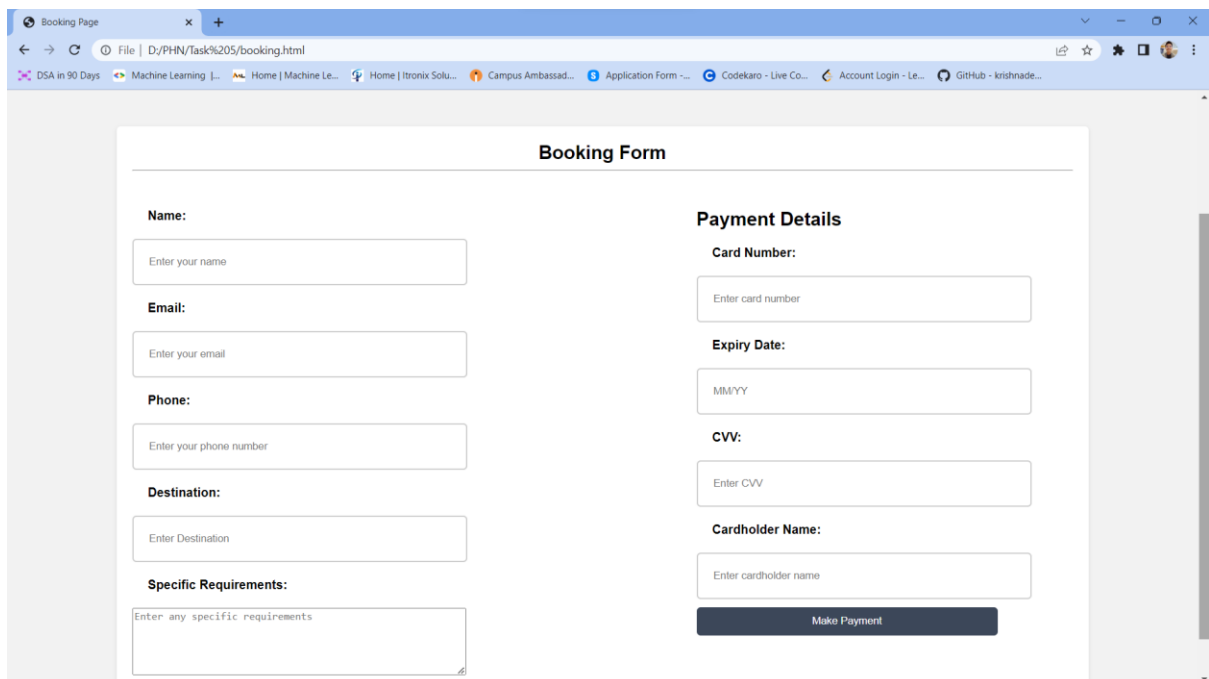 Booking Page
File | D:/PHN/Task%205/booking.html
DSA in 90 Days Machine Learning |... Home | Machine Le... Home | Itronix Solu... Campus Ambassad... Application Form -... Codekaro - Live Co... Account Login - Le... GitHub - krishnade...
Booking Form
Name:
Enter your name
Email:
Enter your email
Phone:
Enter your phone number
Destination:
Enter Destination
Specific Requirements:
Enter any specific requirements
Payment Details
Card Number:
Enter card number
Expiry Date:
MM/YY
CVV:
Enter CVV
Cardholder Name:
Enter cardholder name
Make Payment